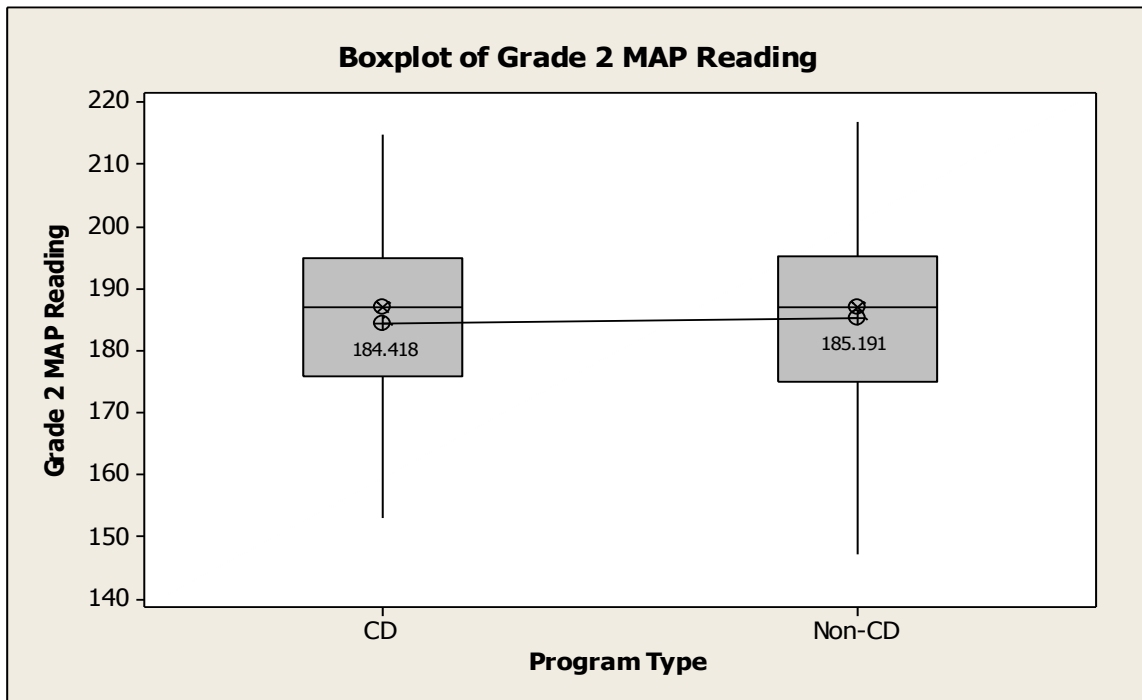 Boxplot of Grade 2 MAP Reading
220
210
200
190
180
170
160
150
140
Grade 2 MAP Reading
184.418
185.191
CD
Non-CD
Program Type